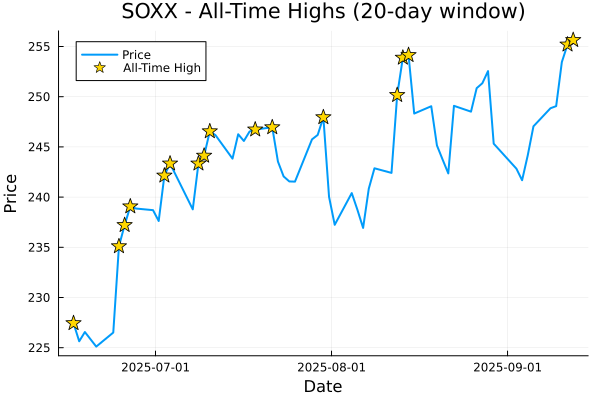 SOXX - All-Time Highs (20-day window)
Price
All-Time High
255
250
245
240
235
230
225
Price
2025-07-01
2025-08-01
2025-09-01
Date